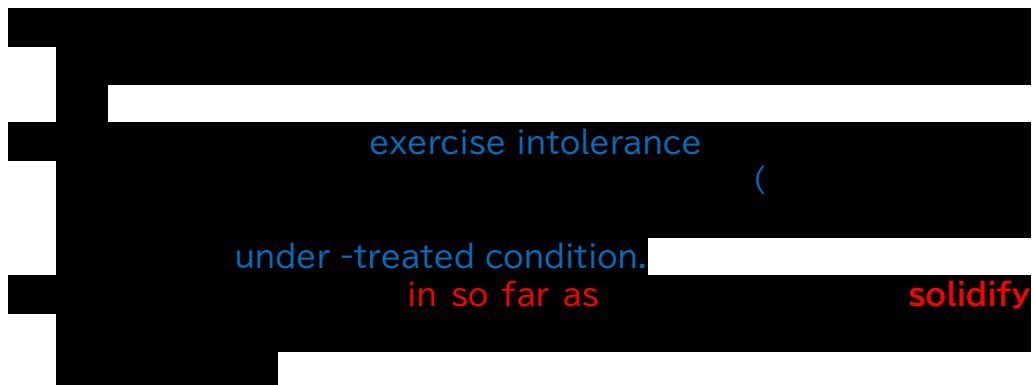 exercise intolerance
(
under -treated condition.
in so far as solidify